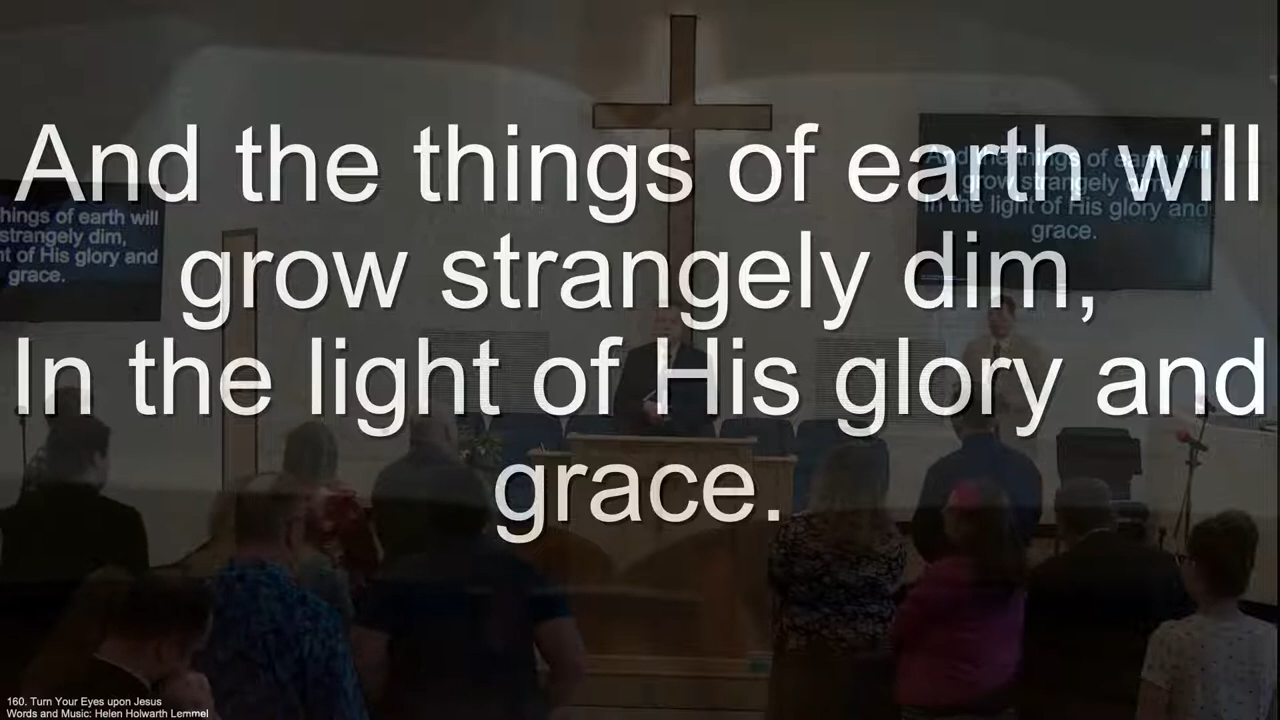 And the things of earth will
grow strangely dim,
In the light of His glory and
grace.
hings of earth will
strangely dim,
nt of His glory and
grace.
And the things of earth will
grow strangely dim,
In the light of His glory and
grace.
160. Turn Your Eyes upon Jesus
Words and Music: Helen Holwarth Lemmel